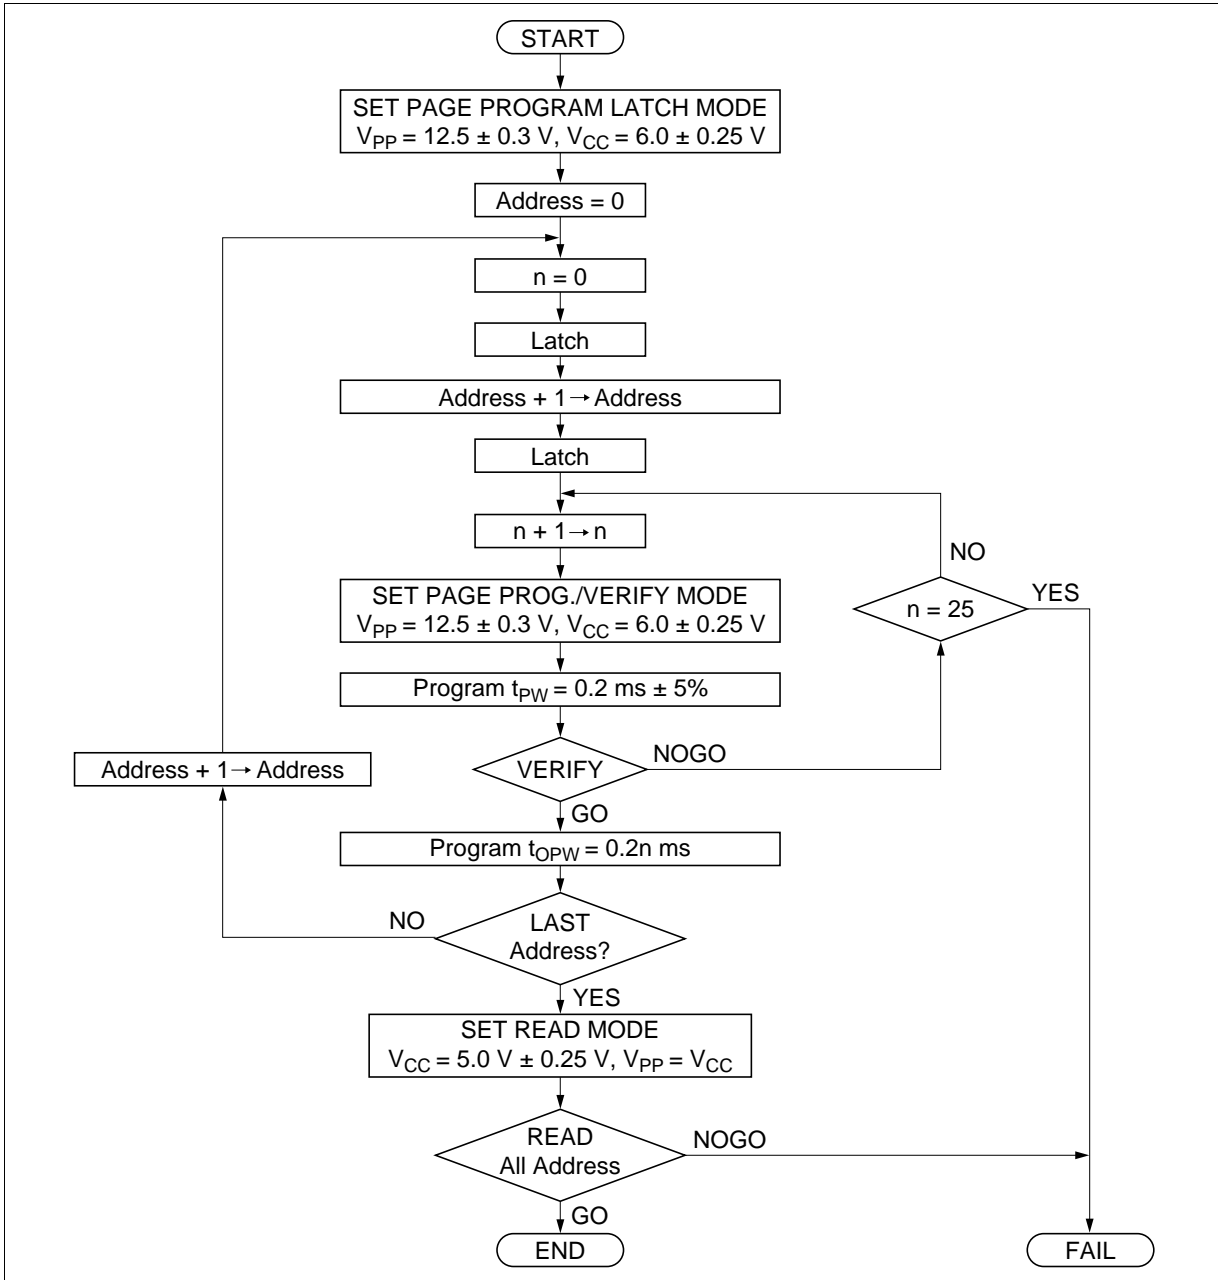 START
SET PAGE PROGRAM LATCH MODE
VPP = 12.5 ± 0.3 V, VCC = 6.0 ± 0.25 V
Address = 0
n = 0
Latch
Address + 1 → Address
Latch
n + 1 → n
NO
SET PAGE PROG./VERIFY MODE
VPP = 12.5 ± 0.3 V, VCC = 6.0 ± 0.25 V
n = 25
YES
Program tPW = 0.2 ms ± 5%
Address + 1 → Address
VERIFY
NOGO
GO
Program tOPW = 0.2n ms
NO
LAST
Address?
YES
SET READ MODE
VCC = 5.0 V ± 0.25 V, VPP = VCC
READ
All Address
NOGO
GO
END
FAIL